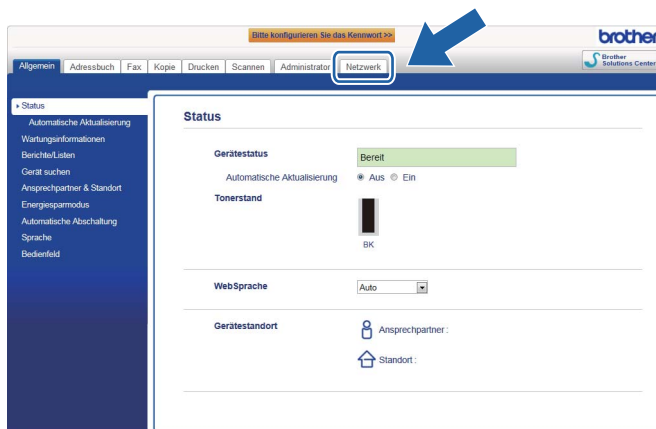 Bitte konfigurieren Sie das Kennwort >>
brother
Allgemein Adressbuch Fax Kopie Drucken Scannen Administrator Netzwerk
Brother
Solutions Center
Status
Automatische Aktualisierung
Wartungsinformationen
Berichte/Listen
Gerät suchen
Ansprechpartner & Standort
Energiesparmodus
Automatische Abschaltung
Sprache
Bedienfeld
Status
Gerätestatus Bereit
Automatische Aktualisierung Aus Ein
Tonerstand
BK
WebSprache Auto
Gerätestandort Ansprechpartner :
Standort :